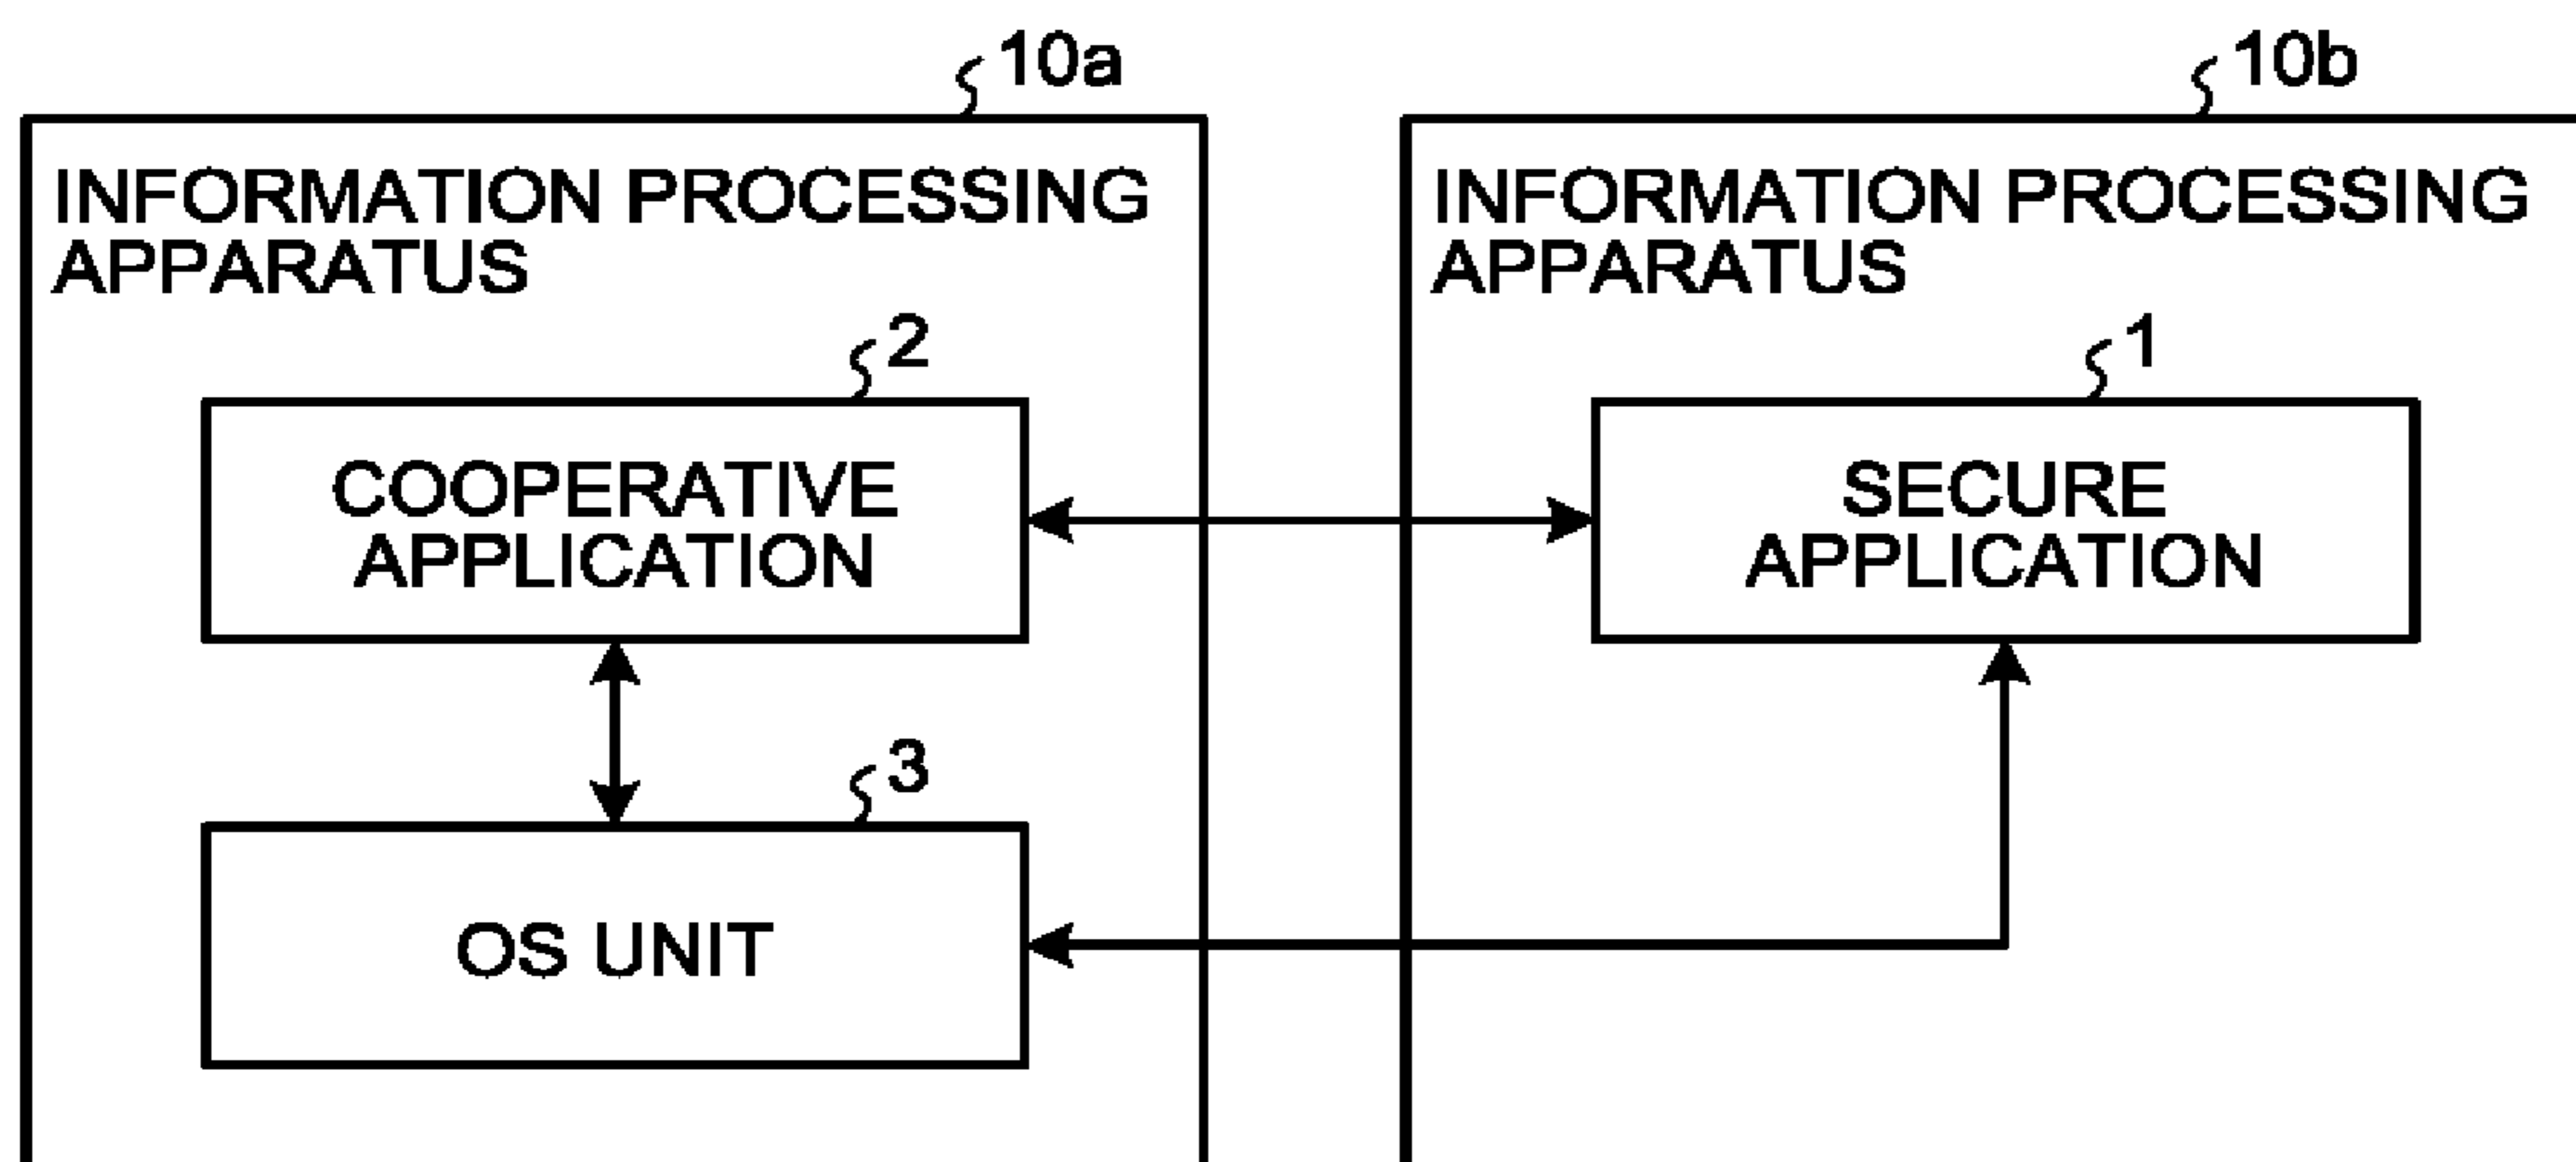 10a
INFORMATION PROCESSING
APPARATUS
2
COOPERATIVE
APPLICATION
3
OS UNIT
10b
INFORMATION PROCESSING
APPARATUS
1
SECURE
APPLICATION